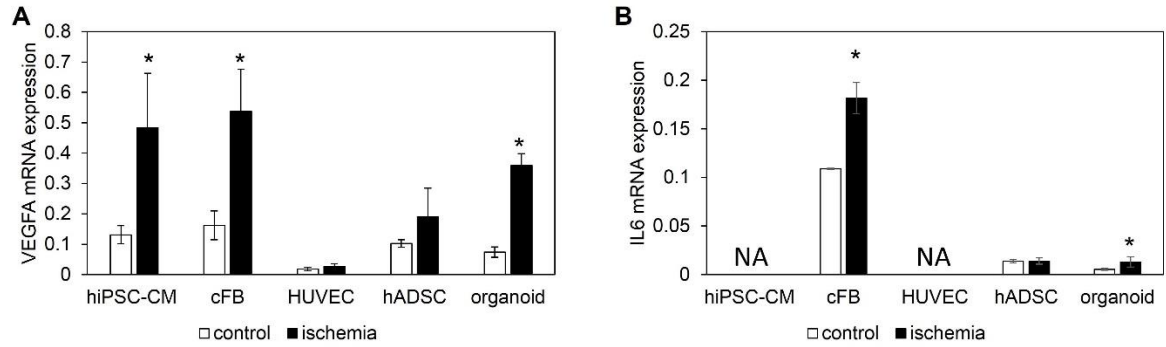 A
VEGFA mRNA expression
0.8
0.7
0.6
0.5
0.4
0.3
0.2
0.1
0
* * *
hiPSC-CM cFB HUVEC hADSC organoid
control ischemia
B
IL6 mRNA expression
0.25
0.2
0.15
0.1
0.05
0
* *
NA NA
hiPSC-CM cFB HUVEC hADSC organoid
control ischemia